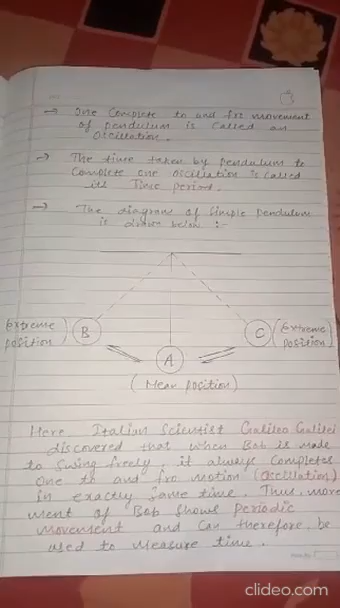 → One Complete to and fro movement
of pendulum is called an
Oscillation.
→ The time taken by pendulum to
Complete one oscillation is called
its Time period.
→ The diagram of Simple pendulum
is drawn below :-
(extreme position) B
C (extreme position)
A
(Mean position)
Here Italian Scientist Galileo Galilei
discovered that when Bob is made
to swing freely, it always completes
one to and fro motion (Oscillation)
in exactly same time. Thus, move
ment of Bob shows Periodic
movement and can therefore, be
used to measure time.
clideo.com